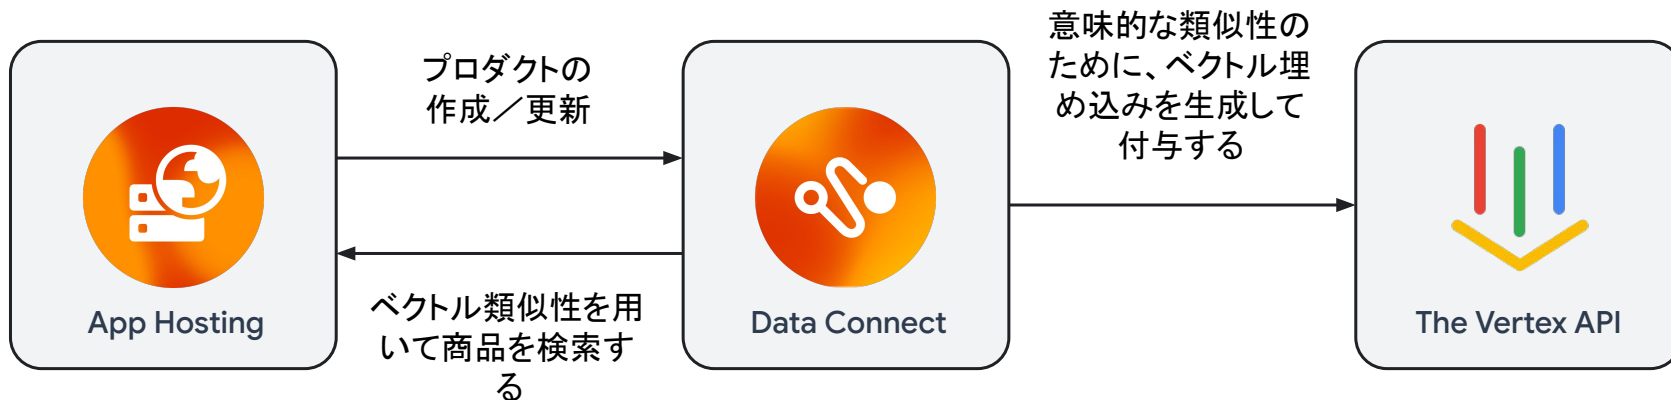 プロダクトの
作成／更新
意味的な類似性の
ために、ベクトル埋
め込みを生成して
付与する
App Hosting
ベクトル類似性を用
いて商品を検索す
る
Data Connect
The Vertex API